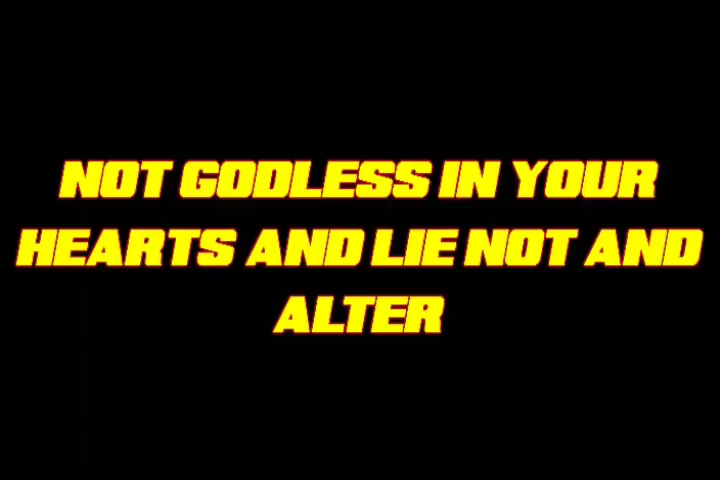 NOT GODLESS IN YOUR
HEARTS AND LIE NOT AND
ALTER